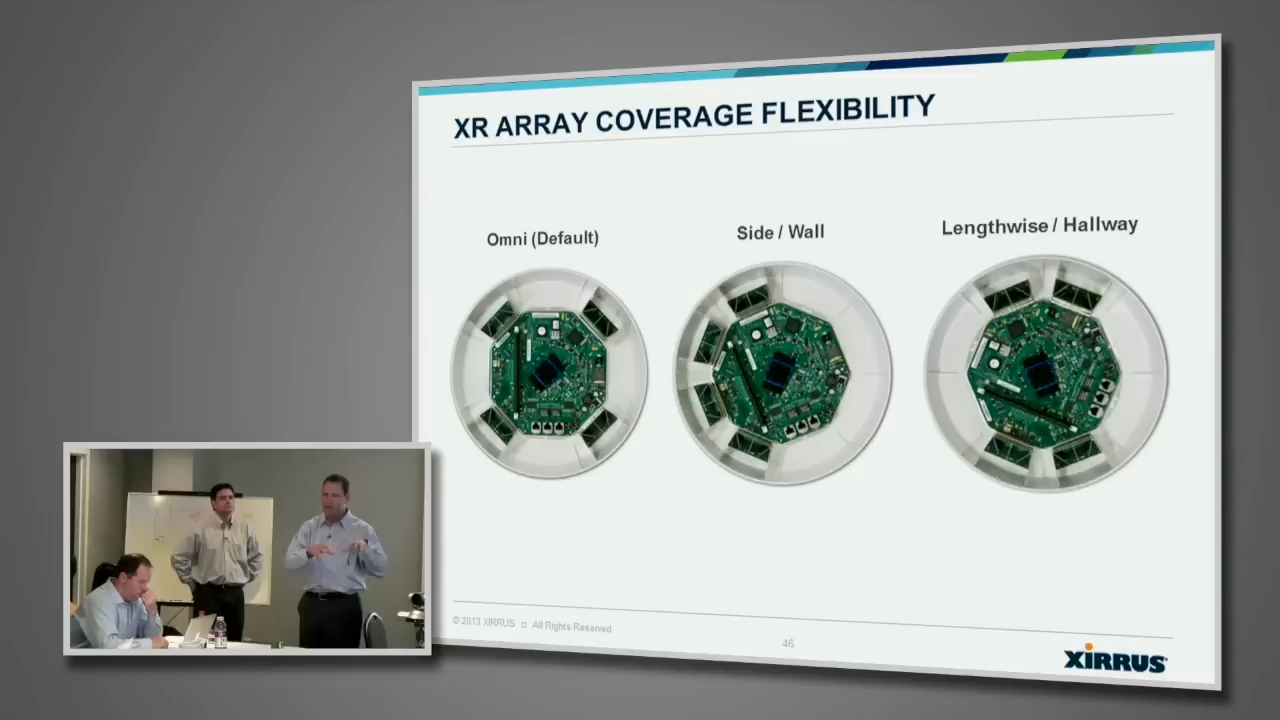 XR ARRAY COVERAGE FLEXIBILITY
Omni (Default)
Side / Wall
Lengthwise / Hallway
© 2013 XIRRUS :: All Rights Reserved
46
XIRRUS